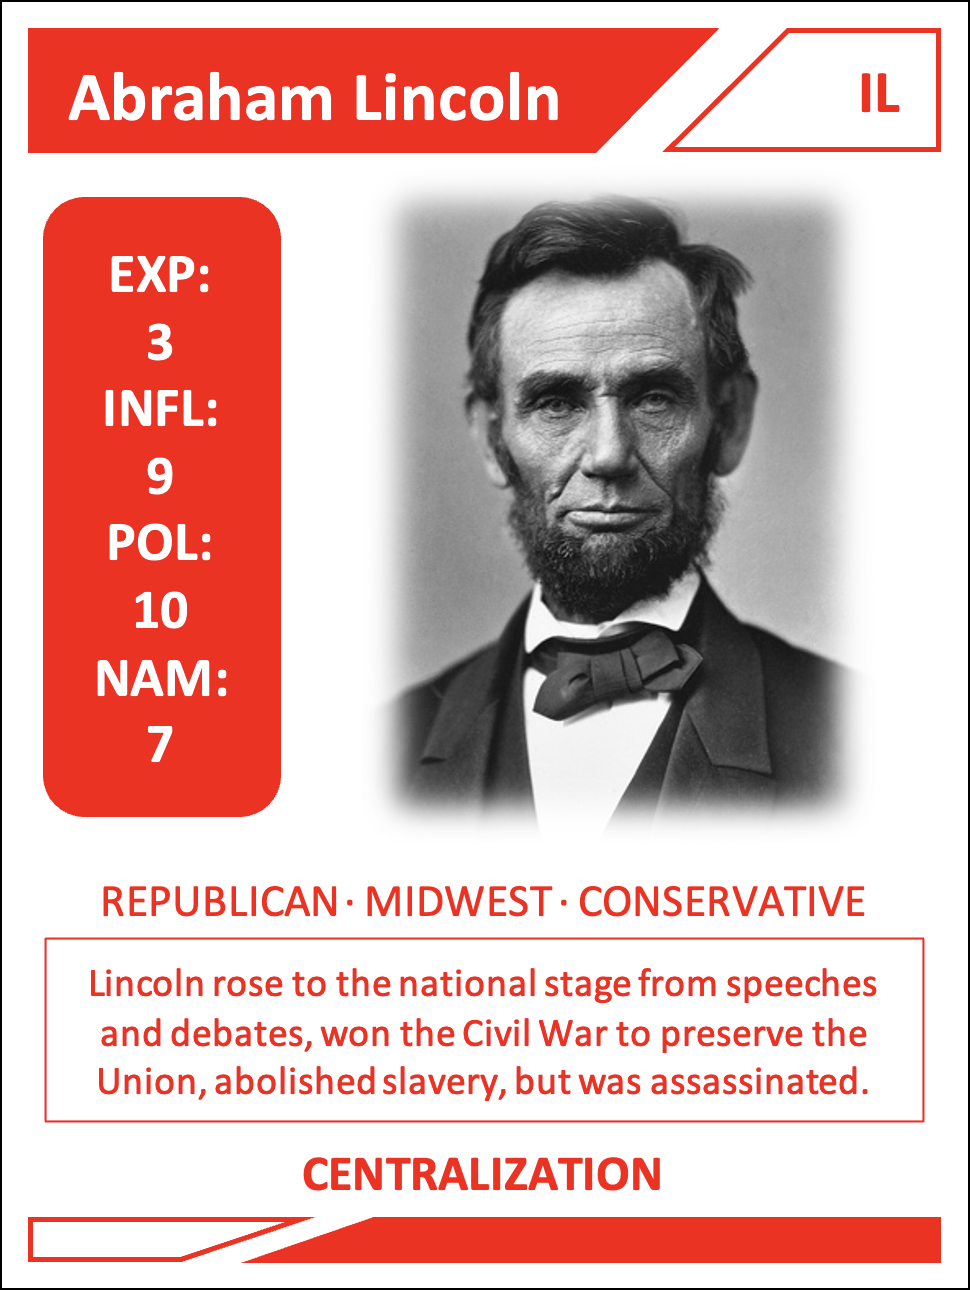 Abraham Lincoln
IL
EXP:
3
INFL:
9
POL:
10
NAM:
7
REPUBLICAN · MIDWEST · CONSERVATIVE
Lincoln rose to the national stage from speeches
and debates, won the Civil War to preserve the
Union, abolished slavery, but was assassinated.
CENTRALIZATION